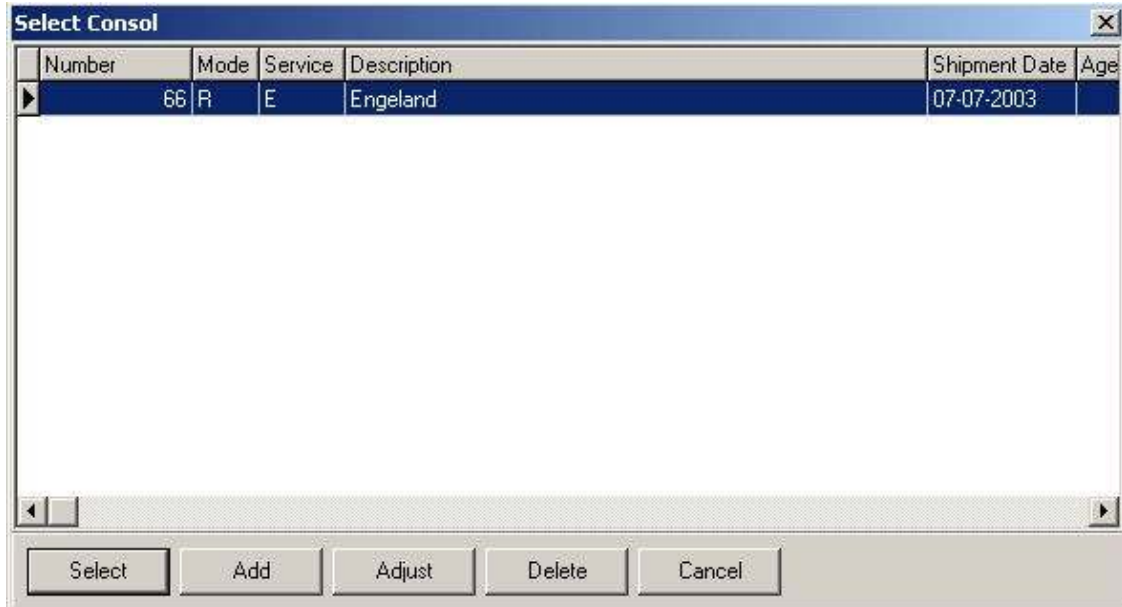 Select Consol
Number Mode Service Description Shipment Date Age
66 R E Engeland 07-07-2003
Select Add Adjust Delete Cancel